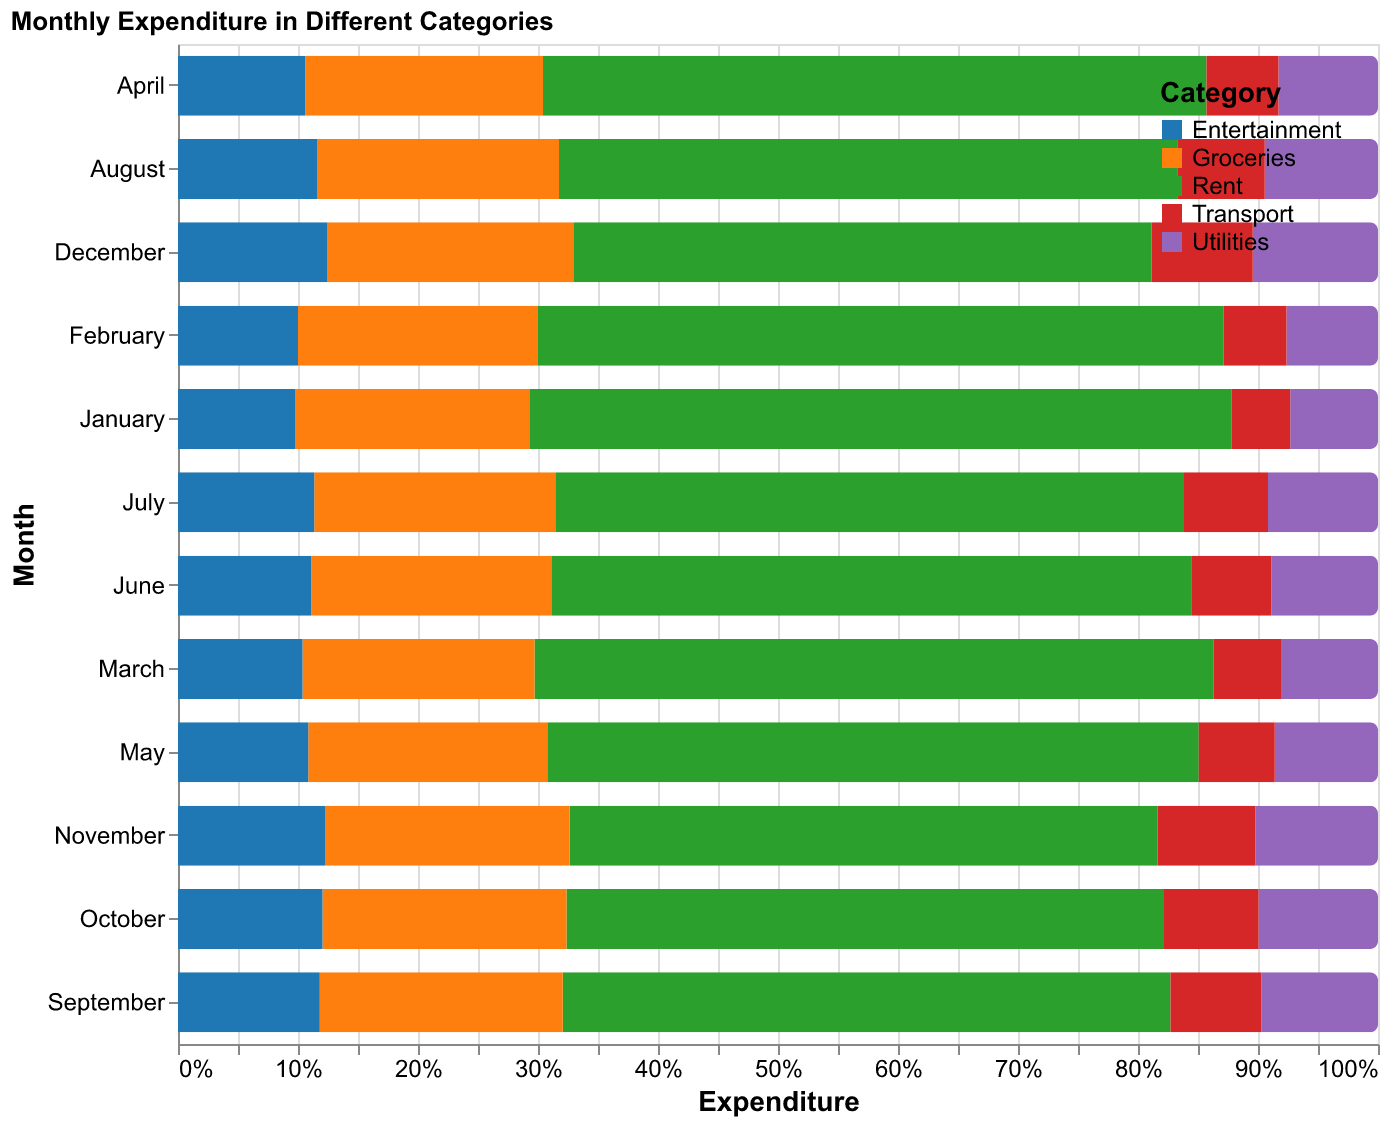 Monthly Expenditure in Different Categories
April
August
December
February
January
July
June
March
May
November
October
September
Month
Category
Entertainment
Groceries
Rent
Transport
Utilities
0% 10% 20% 30% 40% 50% 60% 70% 80% 90% 100%
Expenditure